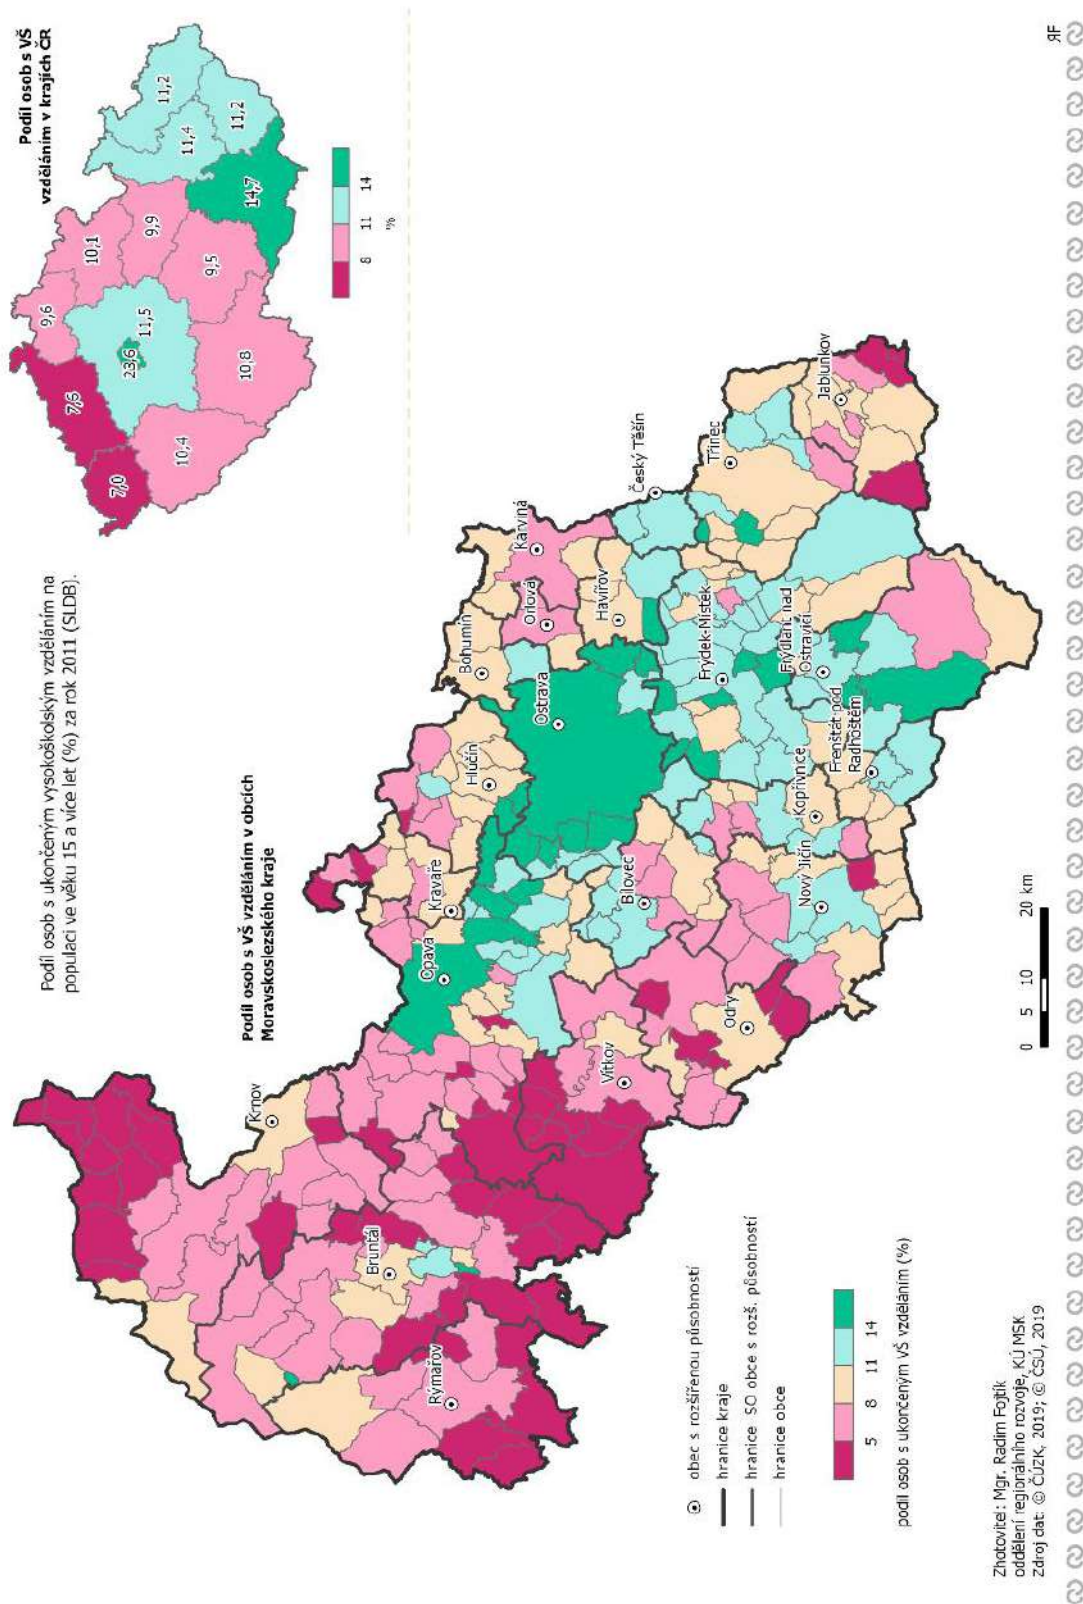 Podíl osob s ukončeným vysokoškolským vzděláním na
populaci ve věku 15 a více let (%) za rok 2011 (SLDB).
Podíl osob s VŠ
vzděláním v krajích ČR
7,0
7,3
9,6
10,1
23,6
11,5
9,9
11,4
11,2
11,2
10,4
10,8
9,5
14,7
8
11
14
%
Podíl osob s VŠ vzděláním v obcích
Moravskoslezského kraje
Krnov
Bruntál
Rýmařov
Opava
Kravaře
Hlučín
Bohumín
Orlová
Karviná
Ostrava
Havířov
Český Těšín
Vítkov
Bílovec
Frýdek-Místek
Třinec
Odry
Nový Jičín
Kopřivnice
Frenštát pod
Radhoštěm
Frýdlant nad
Ostravicí
Jablunkov
obec s rozšířenou působností
hranice kraje
hranice SO obce s rozš. působností
hranice obce
5
8
11
14
podíl osob s ukončeným VŠ vzděláním (%)
0
5
10
20 km
Zhotovitel: Mgr. Radim Fojtík
oddělení regionálního rozvoje, KÚ MSK
Zdroj dat: © ČÚZK, 2019; © ČSÚ, 2019
ЯF